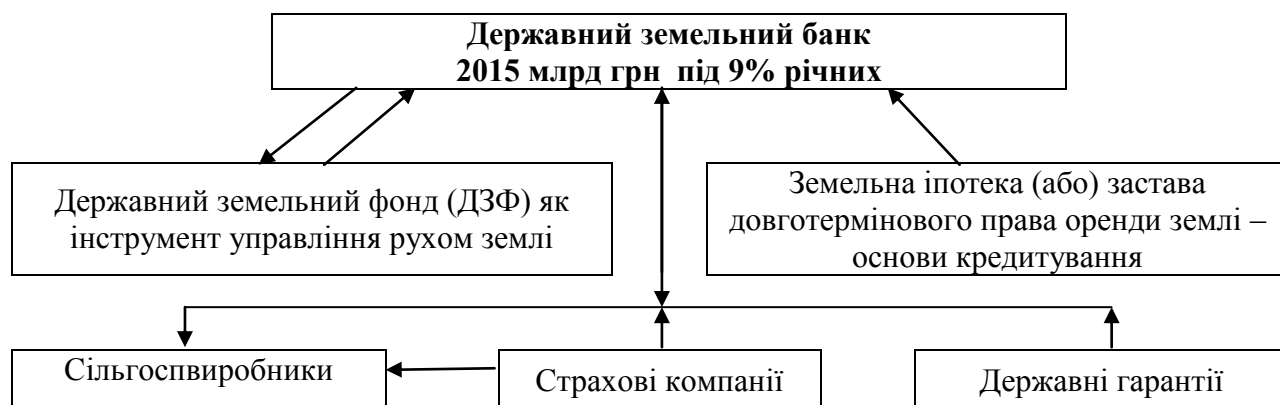 Державний земельний банк
2015 млрд грн під 9% річних
Державний земельний фонд (ДЗФ) як
інструмент управління рухом землі
Земельна іпотека (або) застава
довготермінового права оренди землі –
основи кредитування
Сільгоспвиробники
Страхові компанії
Державні гарантії